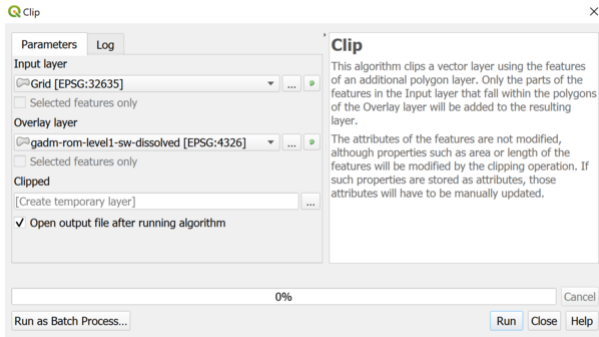 Clip
Parameters
Log
Input layer
Grid [EPSG:32635]
...
Selected features only
Overlay layer
gadm-rom-level1-sw-dissolved [EPSG:4326]
...
Selected features only
Clipped
[Create temporary layer]
...
Open output file after running algorithm
Clip
This algorithm clips a vector layer using the features
of an additional polygon layer. Only the parts of the
features in the Input layer that fall within the polygons
of the Overlay layer will be added to the resulting
layer.
The attributes of the features are not modified,
although properties such as area or length of the
features will be modified by the clipping operation. If
such properties are stored as attributes, those
attributes will have to be manually updated.
0%
Cancel
Run as Batch Process...
Run
Close
Help